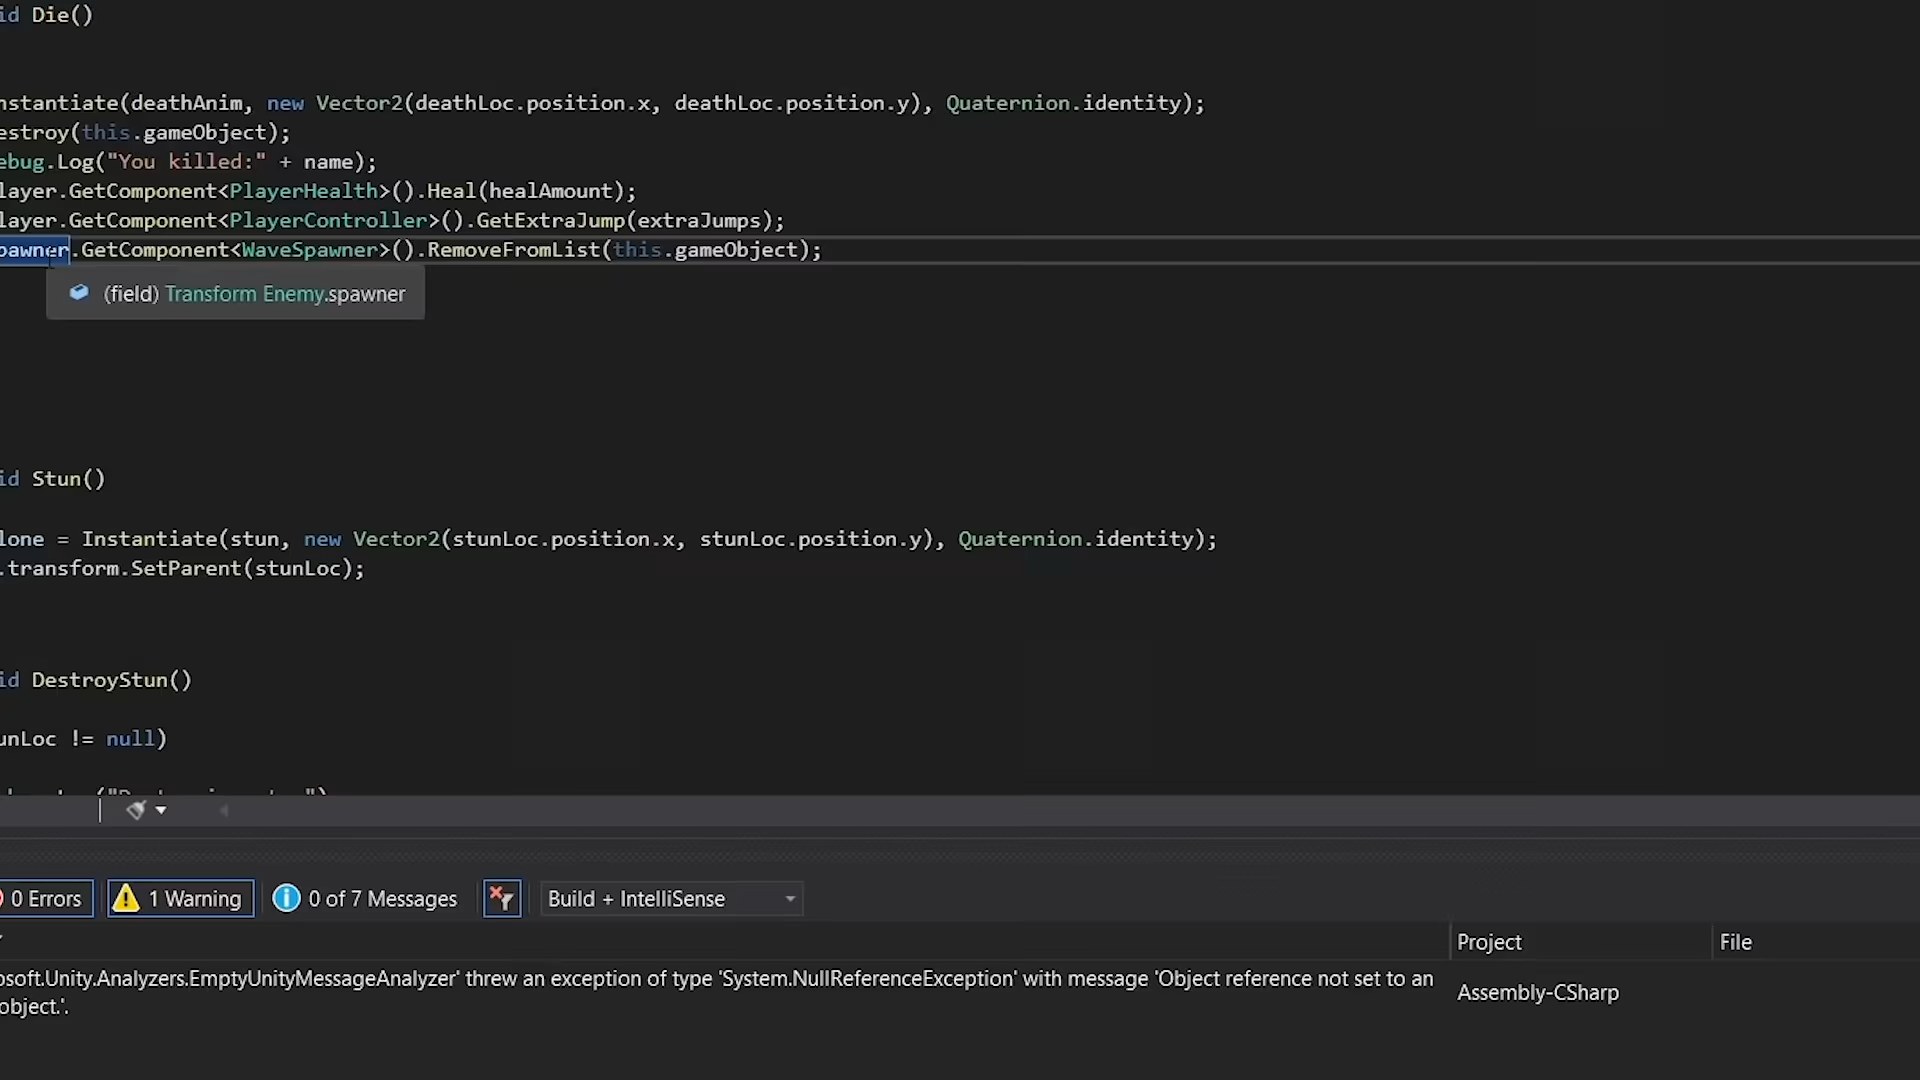 id Die()
nstantiate(deathAnim, new Vector2(deathLoc.position.x, deathLoc.position.y), Quaternion.identity);
estroy(this.gameObject);
ebug.Log("You killed:" + name);
layer.GetComponent<PlayerHealth>().Heal(healAmount);
layer.GetComponent<PlayerController>().GetExtraJump(extraJumps);
pawner.GetComponent<WaveSpawner>().RemoveFromList(this.gameObject);
(field) Transform Enemy.spawner
id Stun()
lone = Instantiate(stun, new Vector2(stunLoc.position.x, stunLoc.position.y), Quaternion.identity);
.transform.SetParent(stunLoc);
id DestroyStun()
unLoc != null)
0 Errors 1 Warning 0 of 7 Messages Build + IntelliSense
Project File
osoft.Unity.Analyzers.EmptyUnityMessageAnalyzer' threw an exception of type 'System.NullReferenceException' with message 'Object reference not set to an
object.'.
Assembly-CSharp